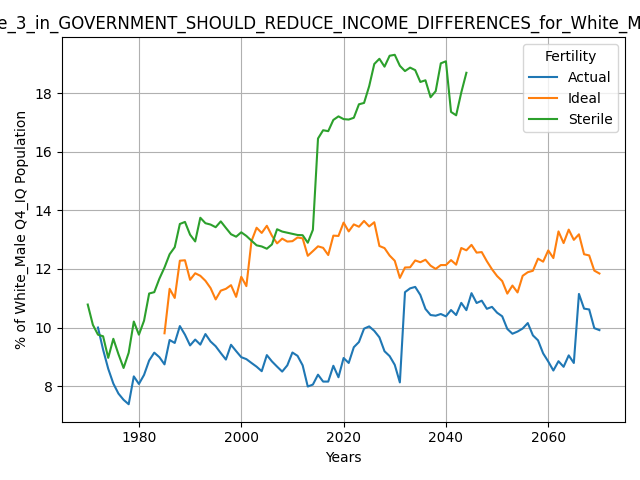 e_3_in_GOVERNMENT_SHOULD_REDUCE_INCOME_DIFFERENCES_for_White_M
Fertility
Actual
Ideal
Sterile
% of White_Male Q4_IQ Population
18
16
14
12
10
8
1980
2000
2020
2040
2060
Years